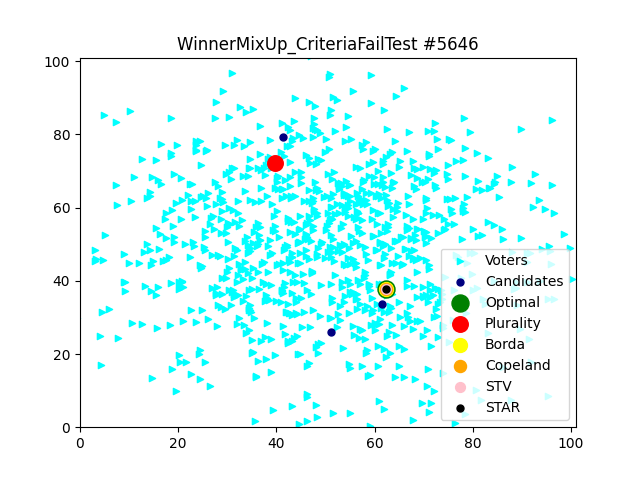 WinnerMixUp_CriteriaFailTest #5646
100
80
60
40
20
0
0 20 40 60 80 100
Voters
Candidates
Optimal
Plurality
Borda
Copeland
STV
STAR